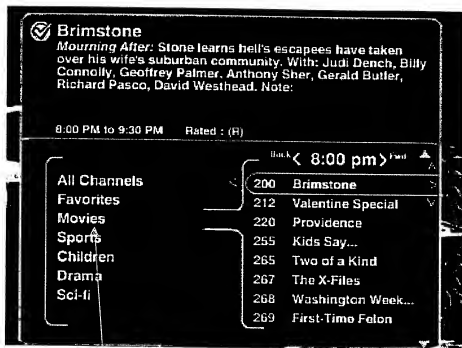 Brimstone
Mourning After: Stone learns hell's escapees have taken
over his wife's suburban community. With: Judi Dench, Billy
Connolly, Geoffrey Palmer, Anthony Sher, Gerald Butler,
Richard Pasco, David Westhead. Note:
8:00 PM to 9:30 PM Rated : (R)
Back < 8:00 pm > Fwd
All Channels
Favorites
Movies
Sports
Children
Drama
Sci-fi
200 Brimstone
212 Valentine Special
220 Providence
255 Kids Say...
265 Two of a Kind
267 The X-Files
268 Washington Week...
269 First-Time Felon